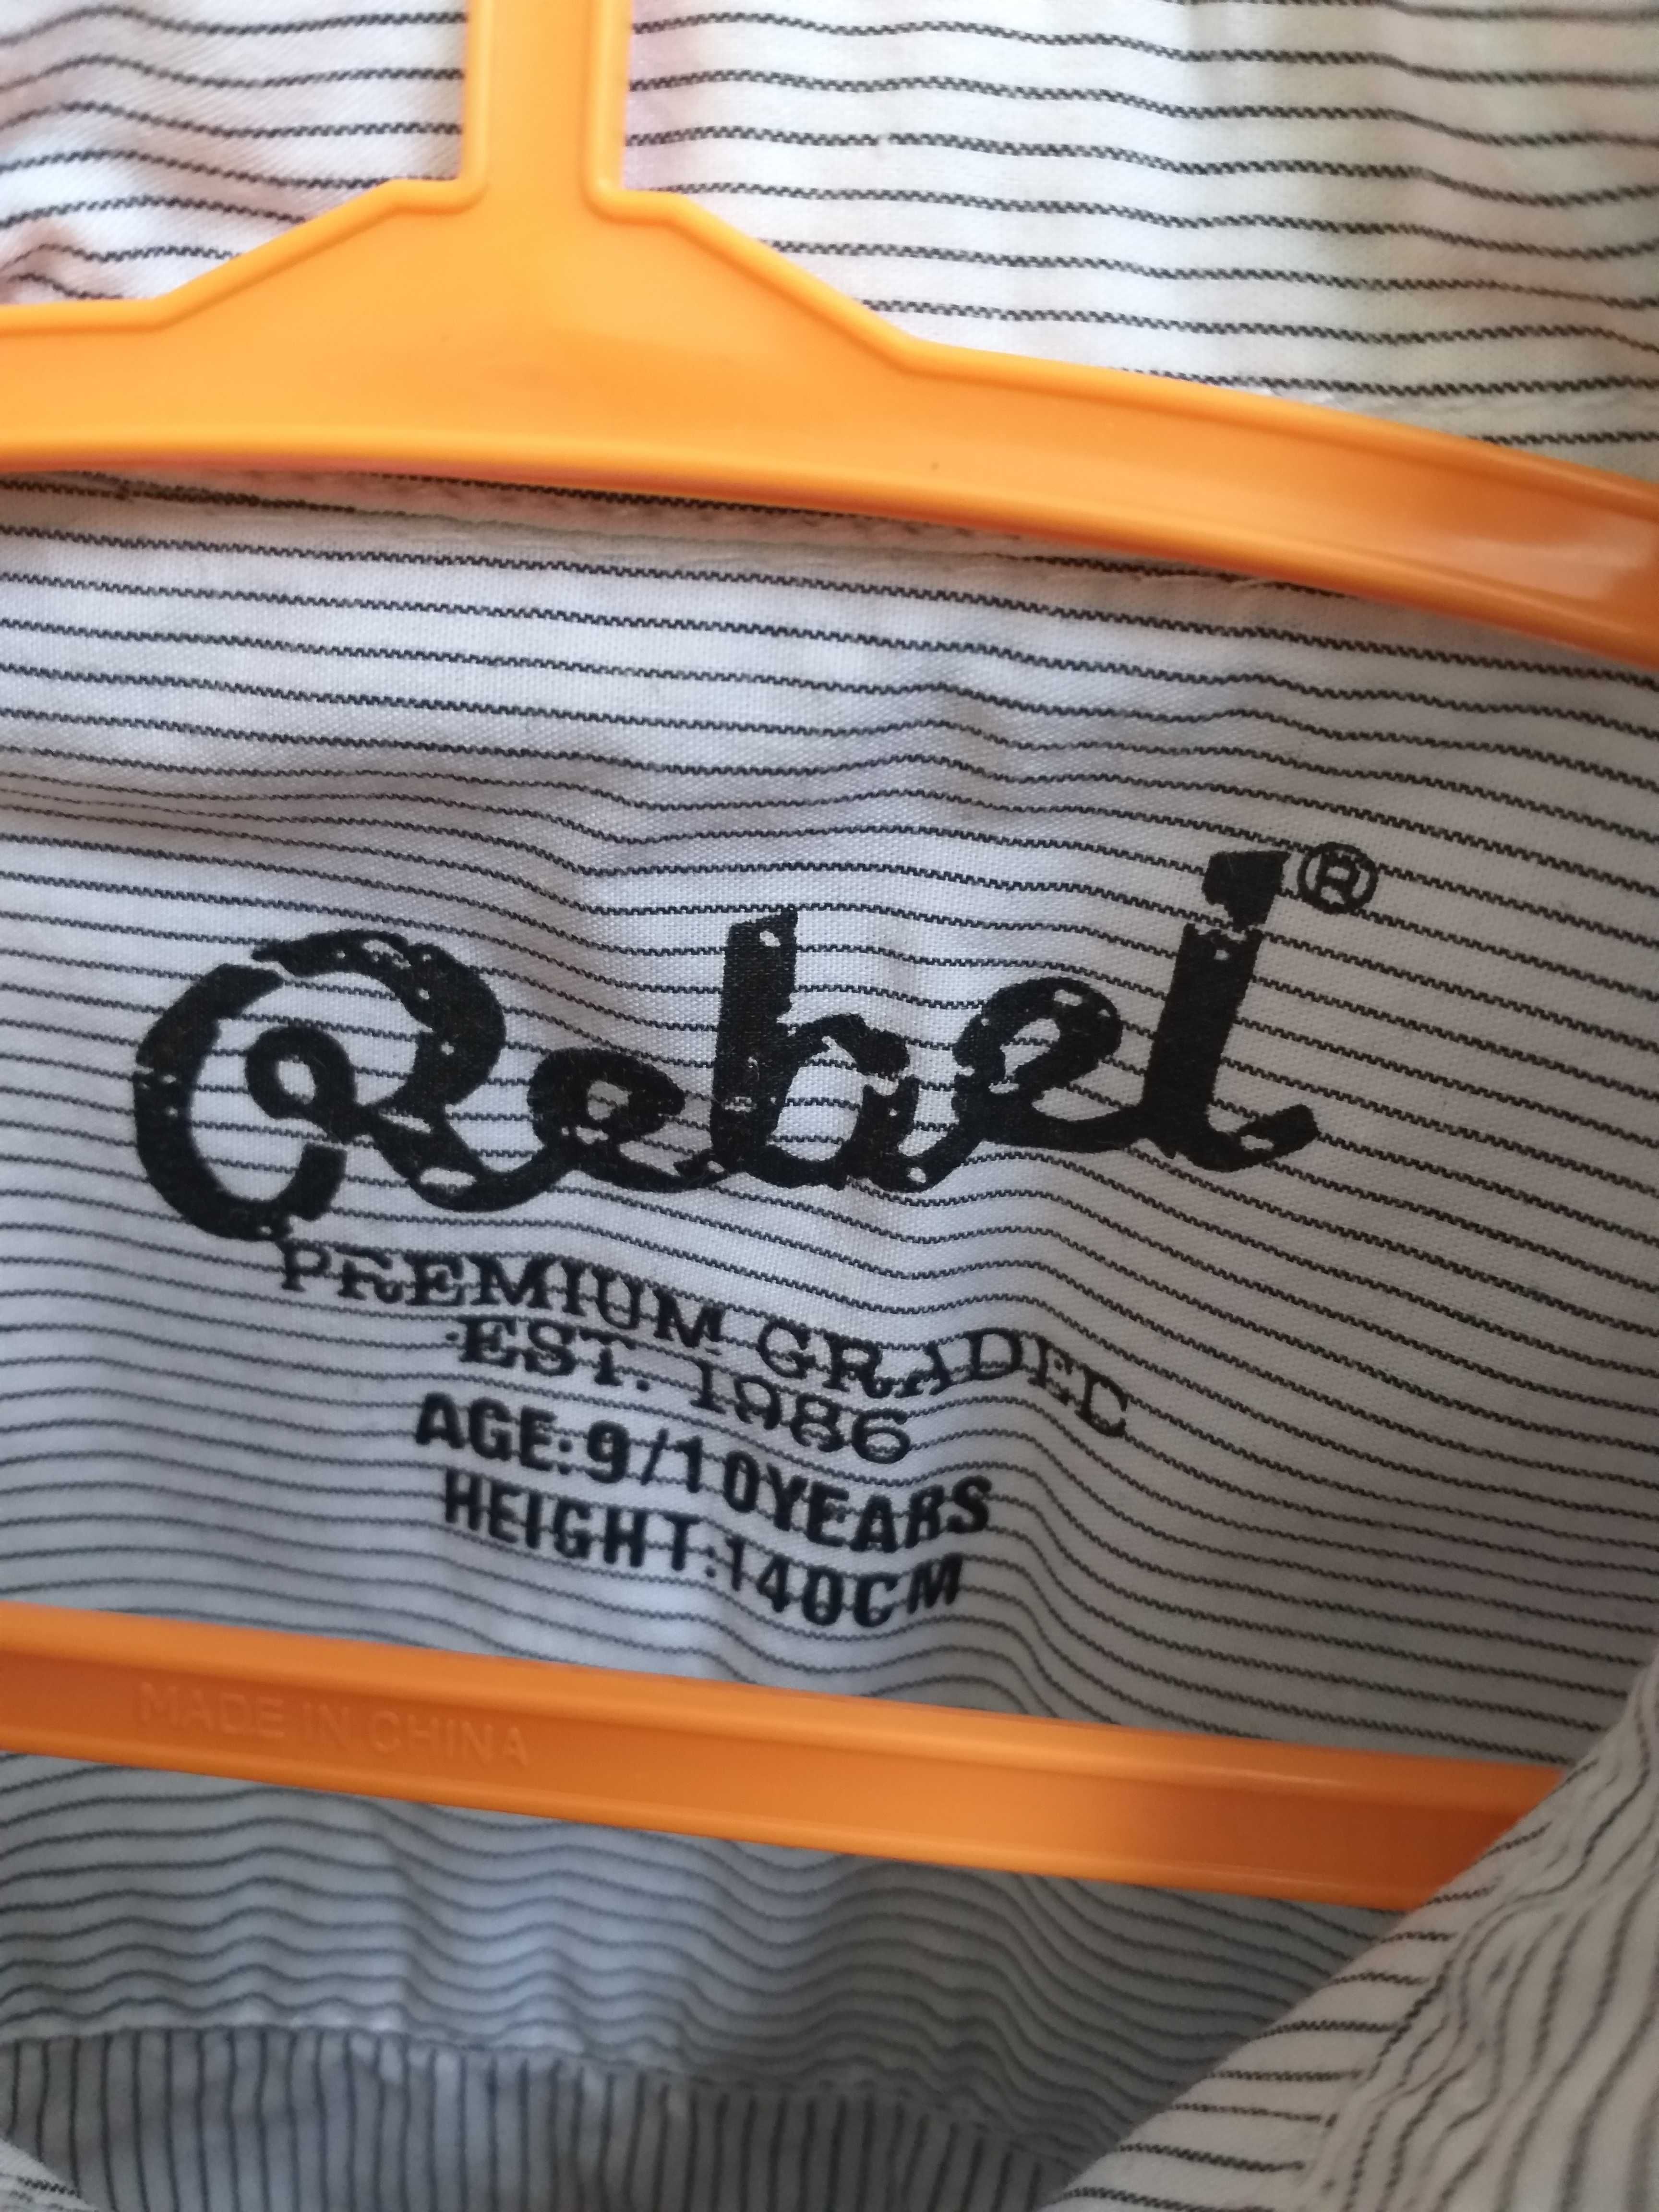 Rebel®
PREMIUM GRADED
EST. 1986
AGE:9/10YEARS
HEIGHT:140CM
MADE IN CHINA